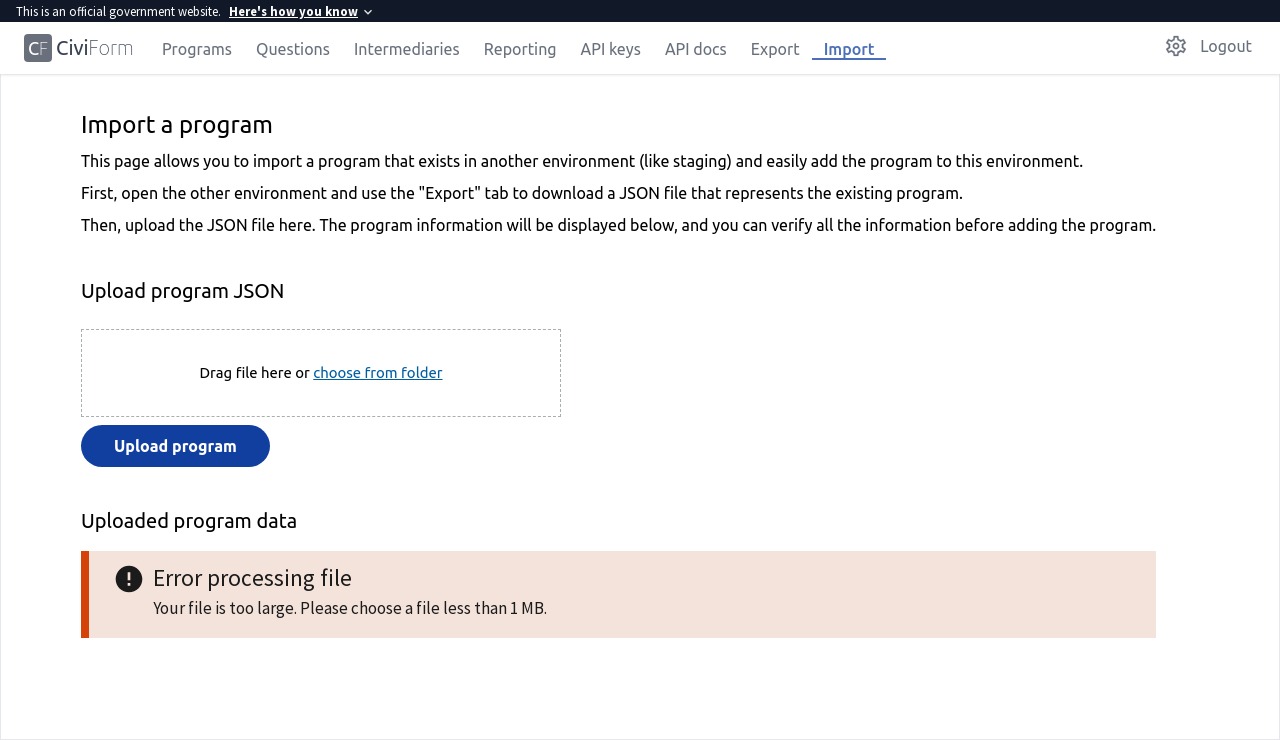 This is an official government website. Here's how you know
CF CiviForm Programs Questions Intermediaries Reporting API keys API docs Export Import Logout
Import a program
This page allows you to import a program that exists in another environment (like staging) and easily add the program to this environment.
First, open the other environment and use the "Export" tab to download a JSON file that represents the existing program.
Then, upload the JSON file here. The program information will be displayed below, and you can verify all the information before adding the program.
Upload program JSON
Drag file here or choose from folder
Upload program
Uploaded program data
Error processing file
Your file is too large. Please choose a file less than 1 MB.